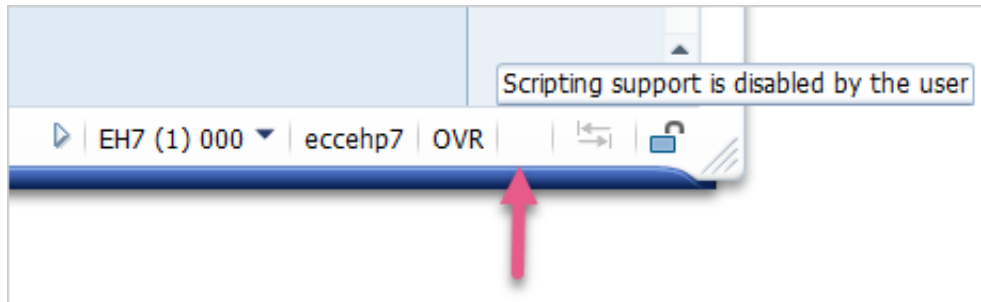 Scripting support is disabled by the user
EH7 (1) 000 eccehp7 OVR